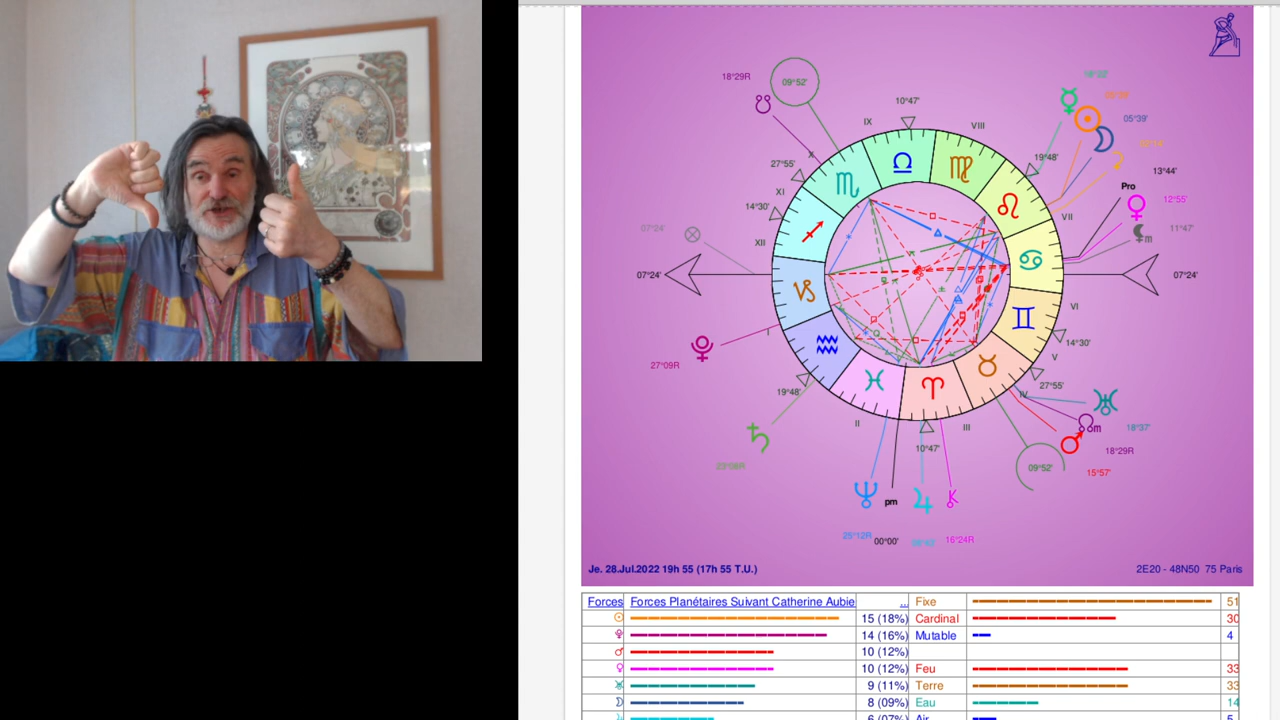 18°29R
09°52'
10°47'
IX
VIII
05°39'
19°48'
13°44'
27°55'
X
XI
Pro
14°30'
12°55'
VII
07°24'
m
11°47'
XII
07°24'
07°24'
VI
I
14°30'
V
27°09R
27°55'
19°48'
IV
m
18°37'
II
III
10°47'
18°29R
09°52'
15°57'
pm
25°12R
00°00'
16°24R
Je. 28.Jul.2022 19h 55 (17h 55 T.U.)
2E20 - 48N50 75 Paris
Forces
Forces Planétaires Suivant Catherine Aubie
...
Fixe
51
15 (18%)
Cardinal
30
14 (16%)
Mutable
4
10 (12%)
10 (12%)
Feu
33
9 (11%)
Terre
33
8 (09%)
Eau
14
6 (07%)
Air
5